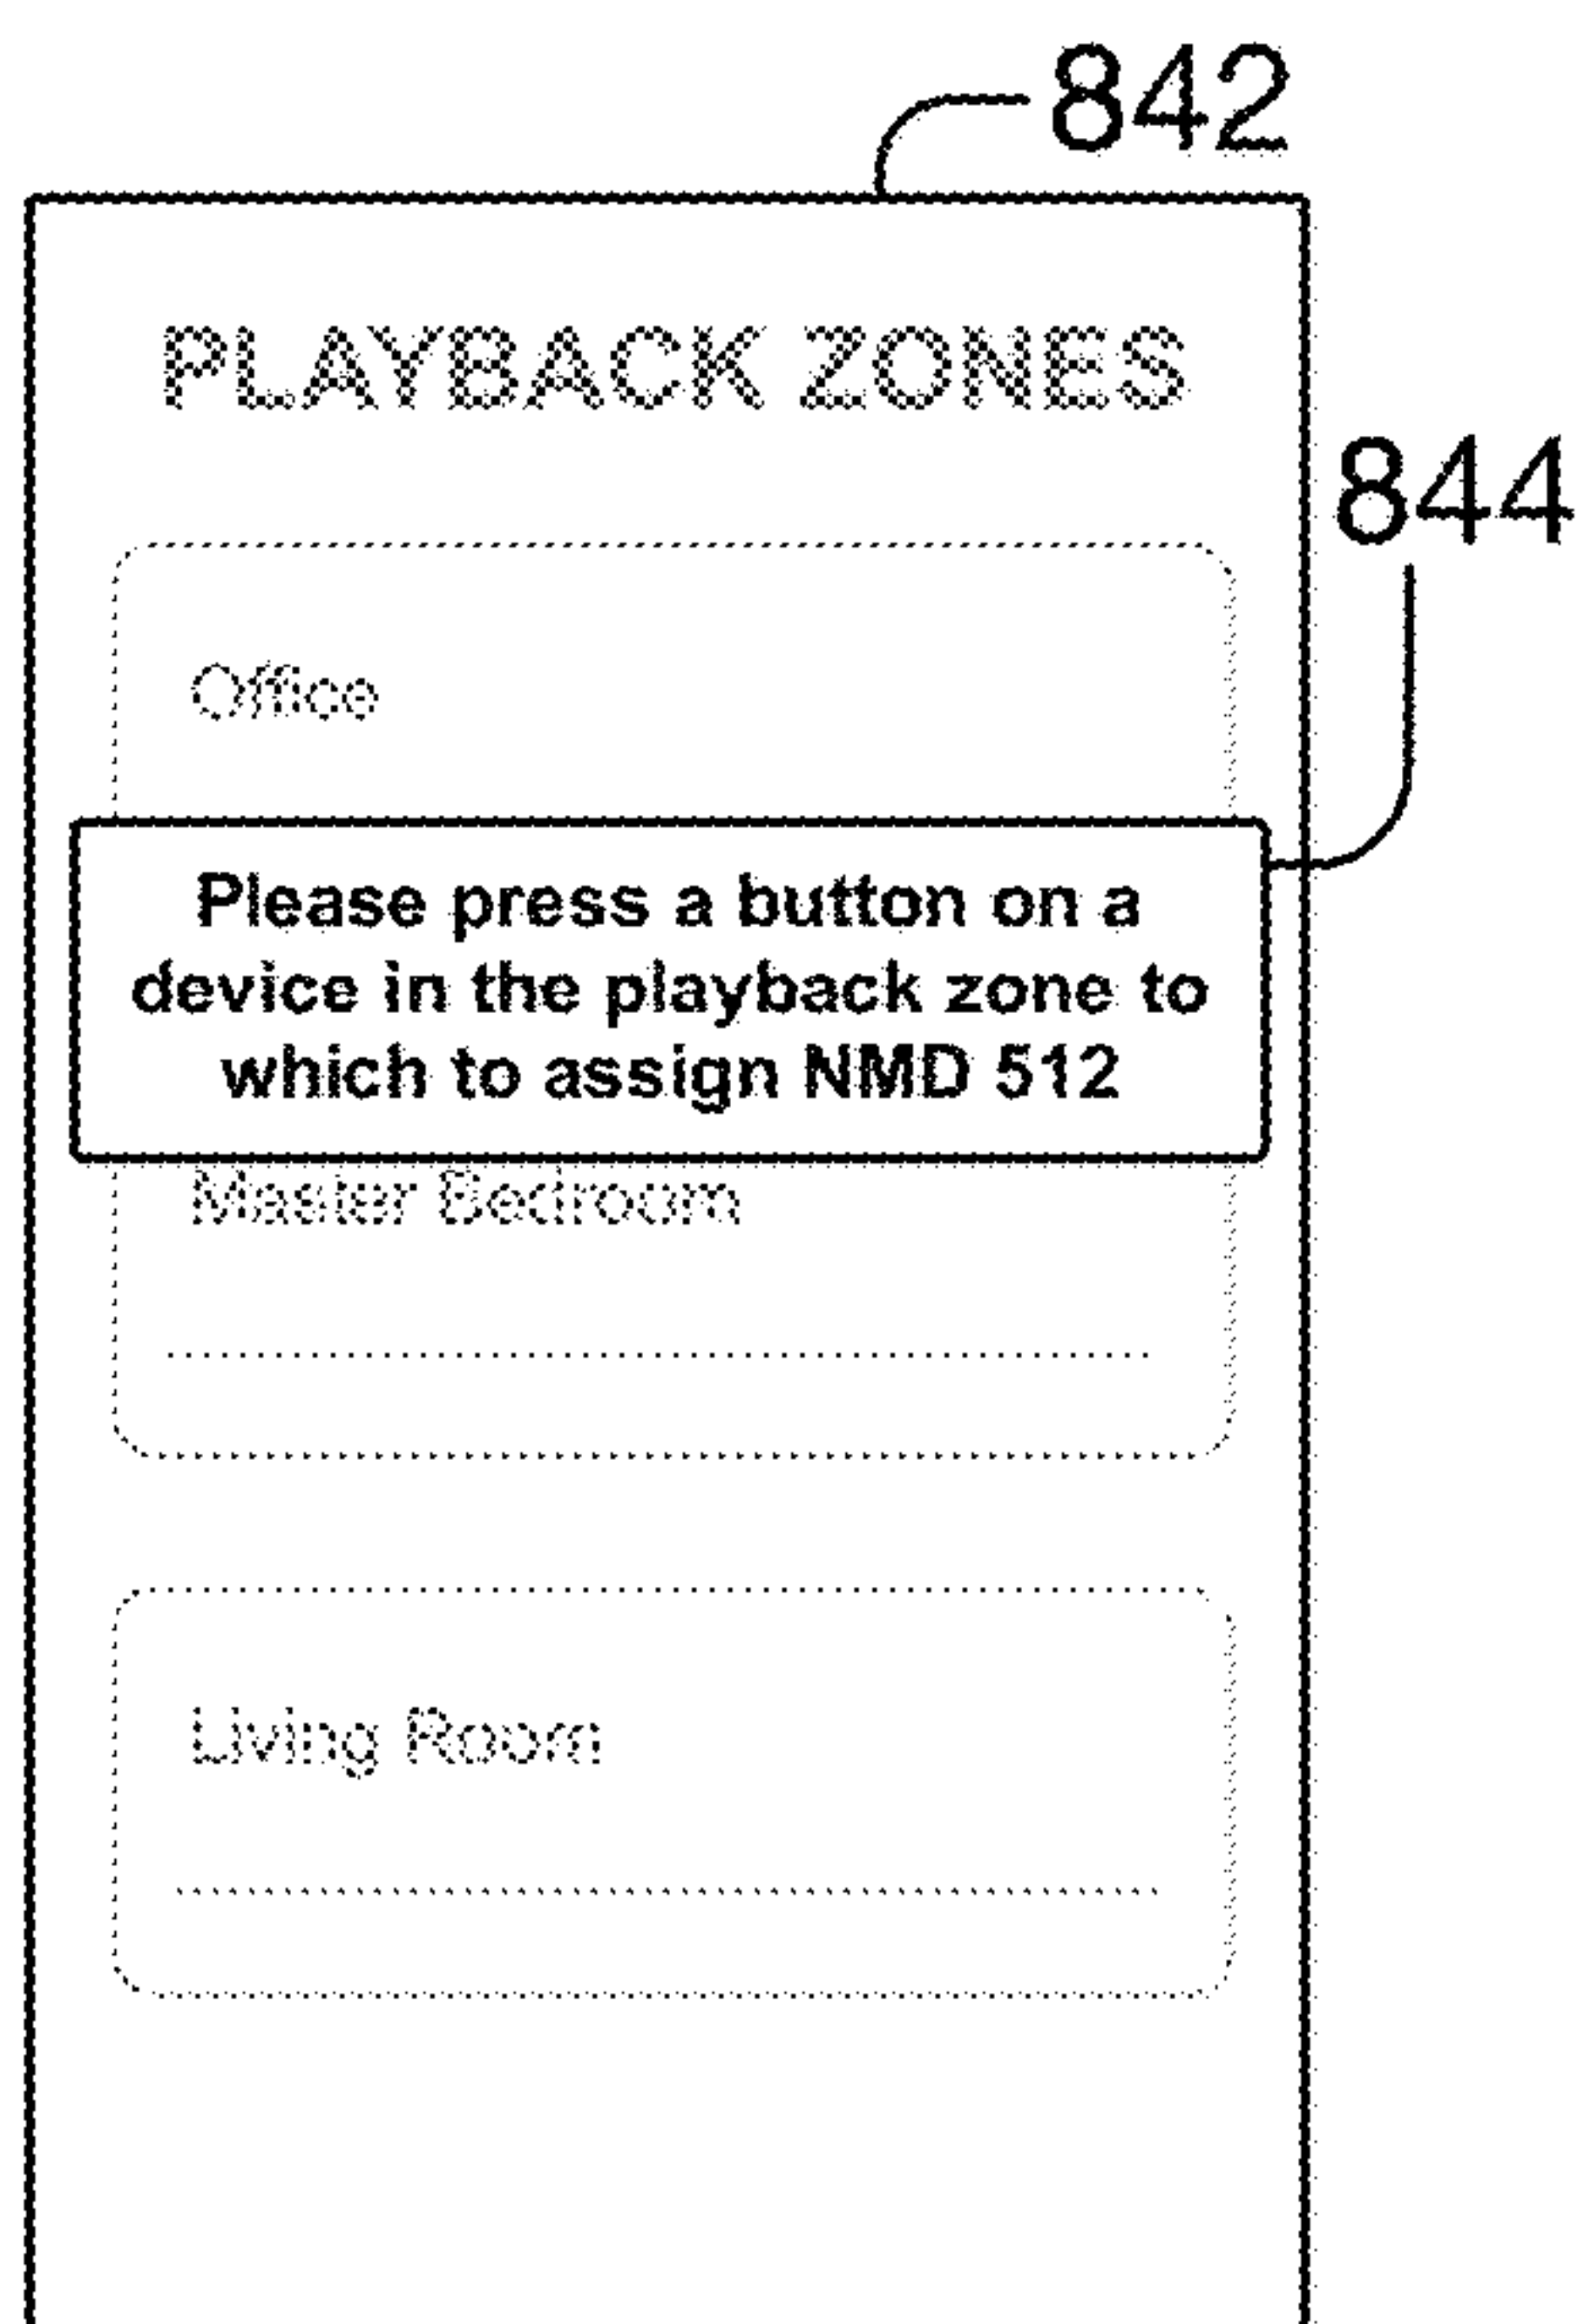 842
PLAYBACK ZONES
844
Office
Please press a button on a
device in the playback zone to
which to assign NMD 512
Master Bedroom
Living Room